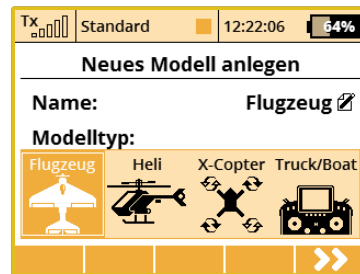 Tx Standard 12:22:06 64%
Neues Modell anlegen
Name: Flugzeug
Modelltyp:
Flugzeug Heli X-Copter Truck/Boat